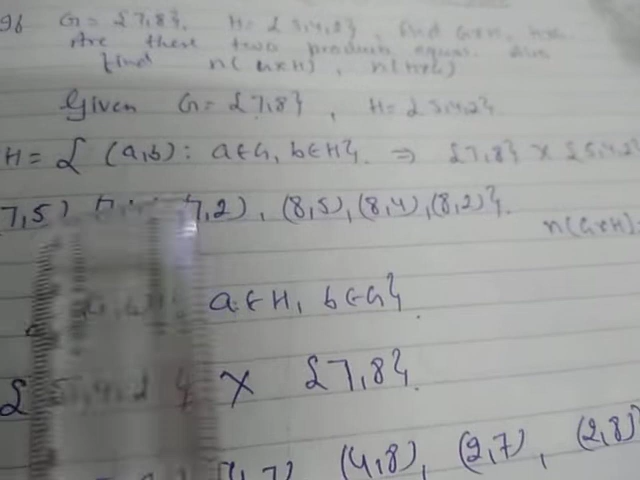 96 G = {7,8}, H = {5,4,2}, find G×H, H×G.
Are these two products equal. Also
find n(G×H), n(H×G)
Given G = {7,8}, H = {5,4,2}
H = { (a,b) : a∈G, b∈H}. ⇒ {7,8} × {5,4,2}
7,5) 7,2), (8,5), (8,4), (8,2)}.
n(G×H):
a∈H, b∈G}.
{ } × {7,8}.
(4,8), (2,7), (2,8)